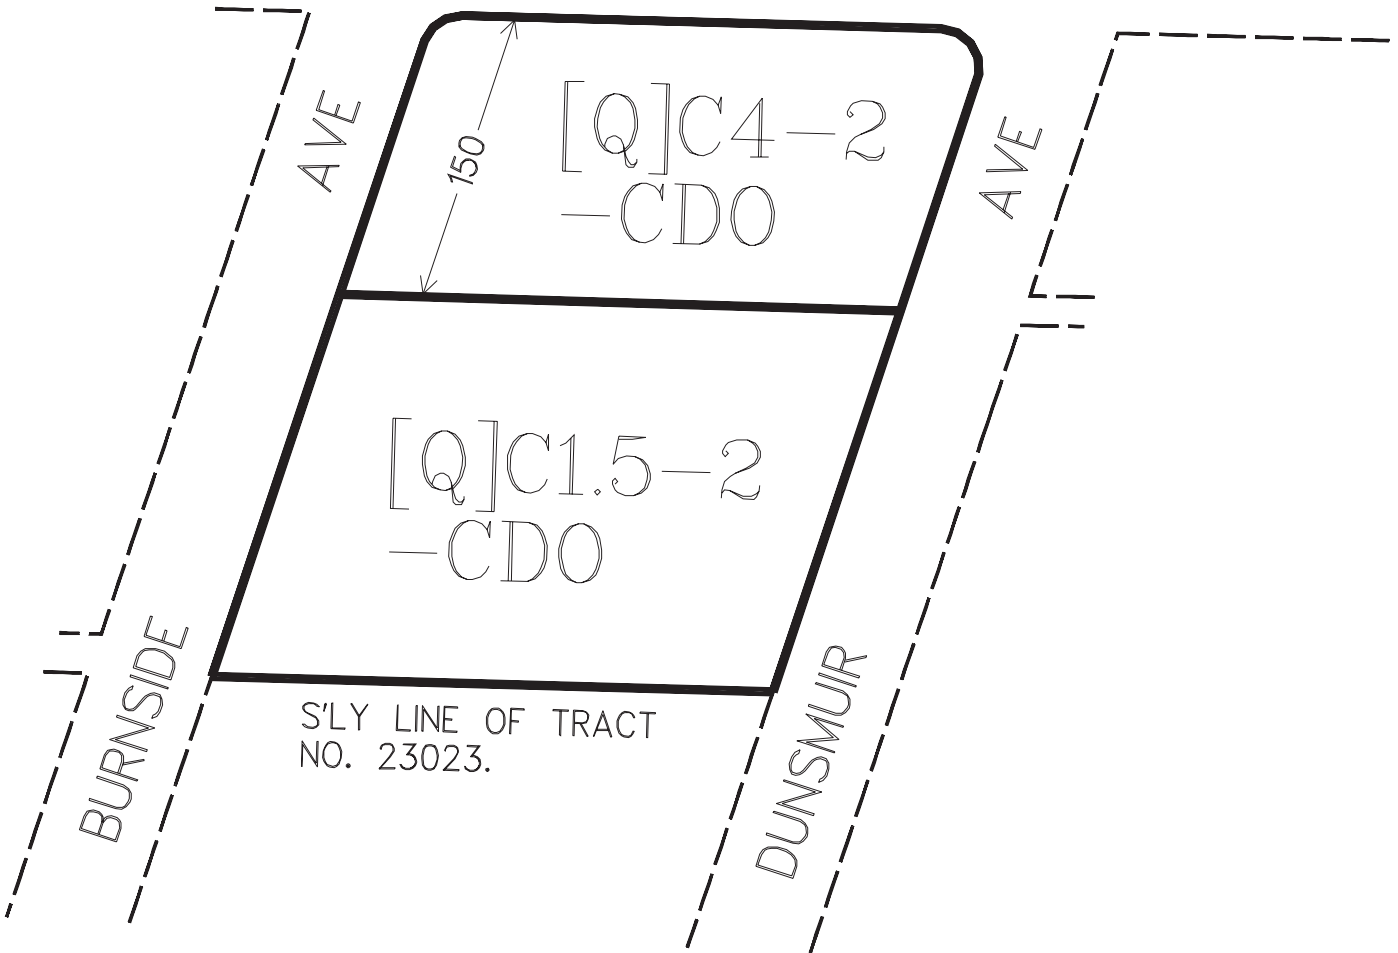 AVE
150
[Q]C4-2
-CDO
AVE
[Q]C1.5-2
-CDO
BURNSIDE
S'LY LINE OF TRACT
NO. 23023.
DUNSMUIR